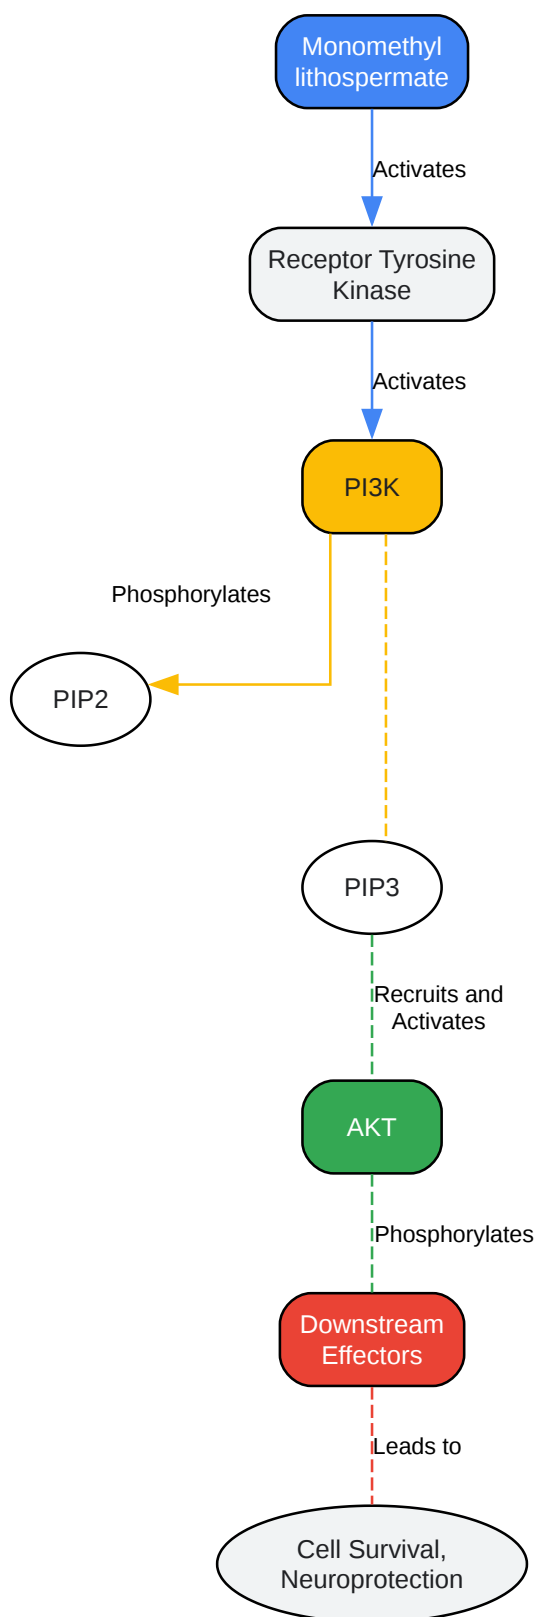 Monomethyl
lithospermate
Activates
Receptor Tyrosine
Kinase
Activates
PI3K
Phosphorylates
PIP2
PIP3
Recruits and
Activates
AKT
Phosphorylates
Downstream
Effectors
Leads to
Cell Survival,
Neuroprotection